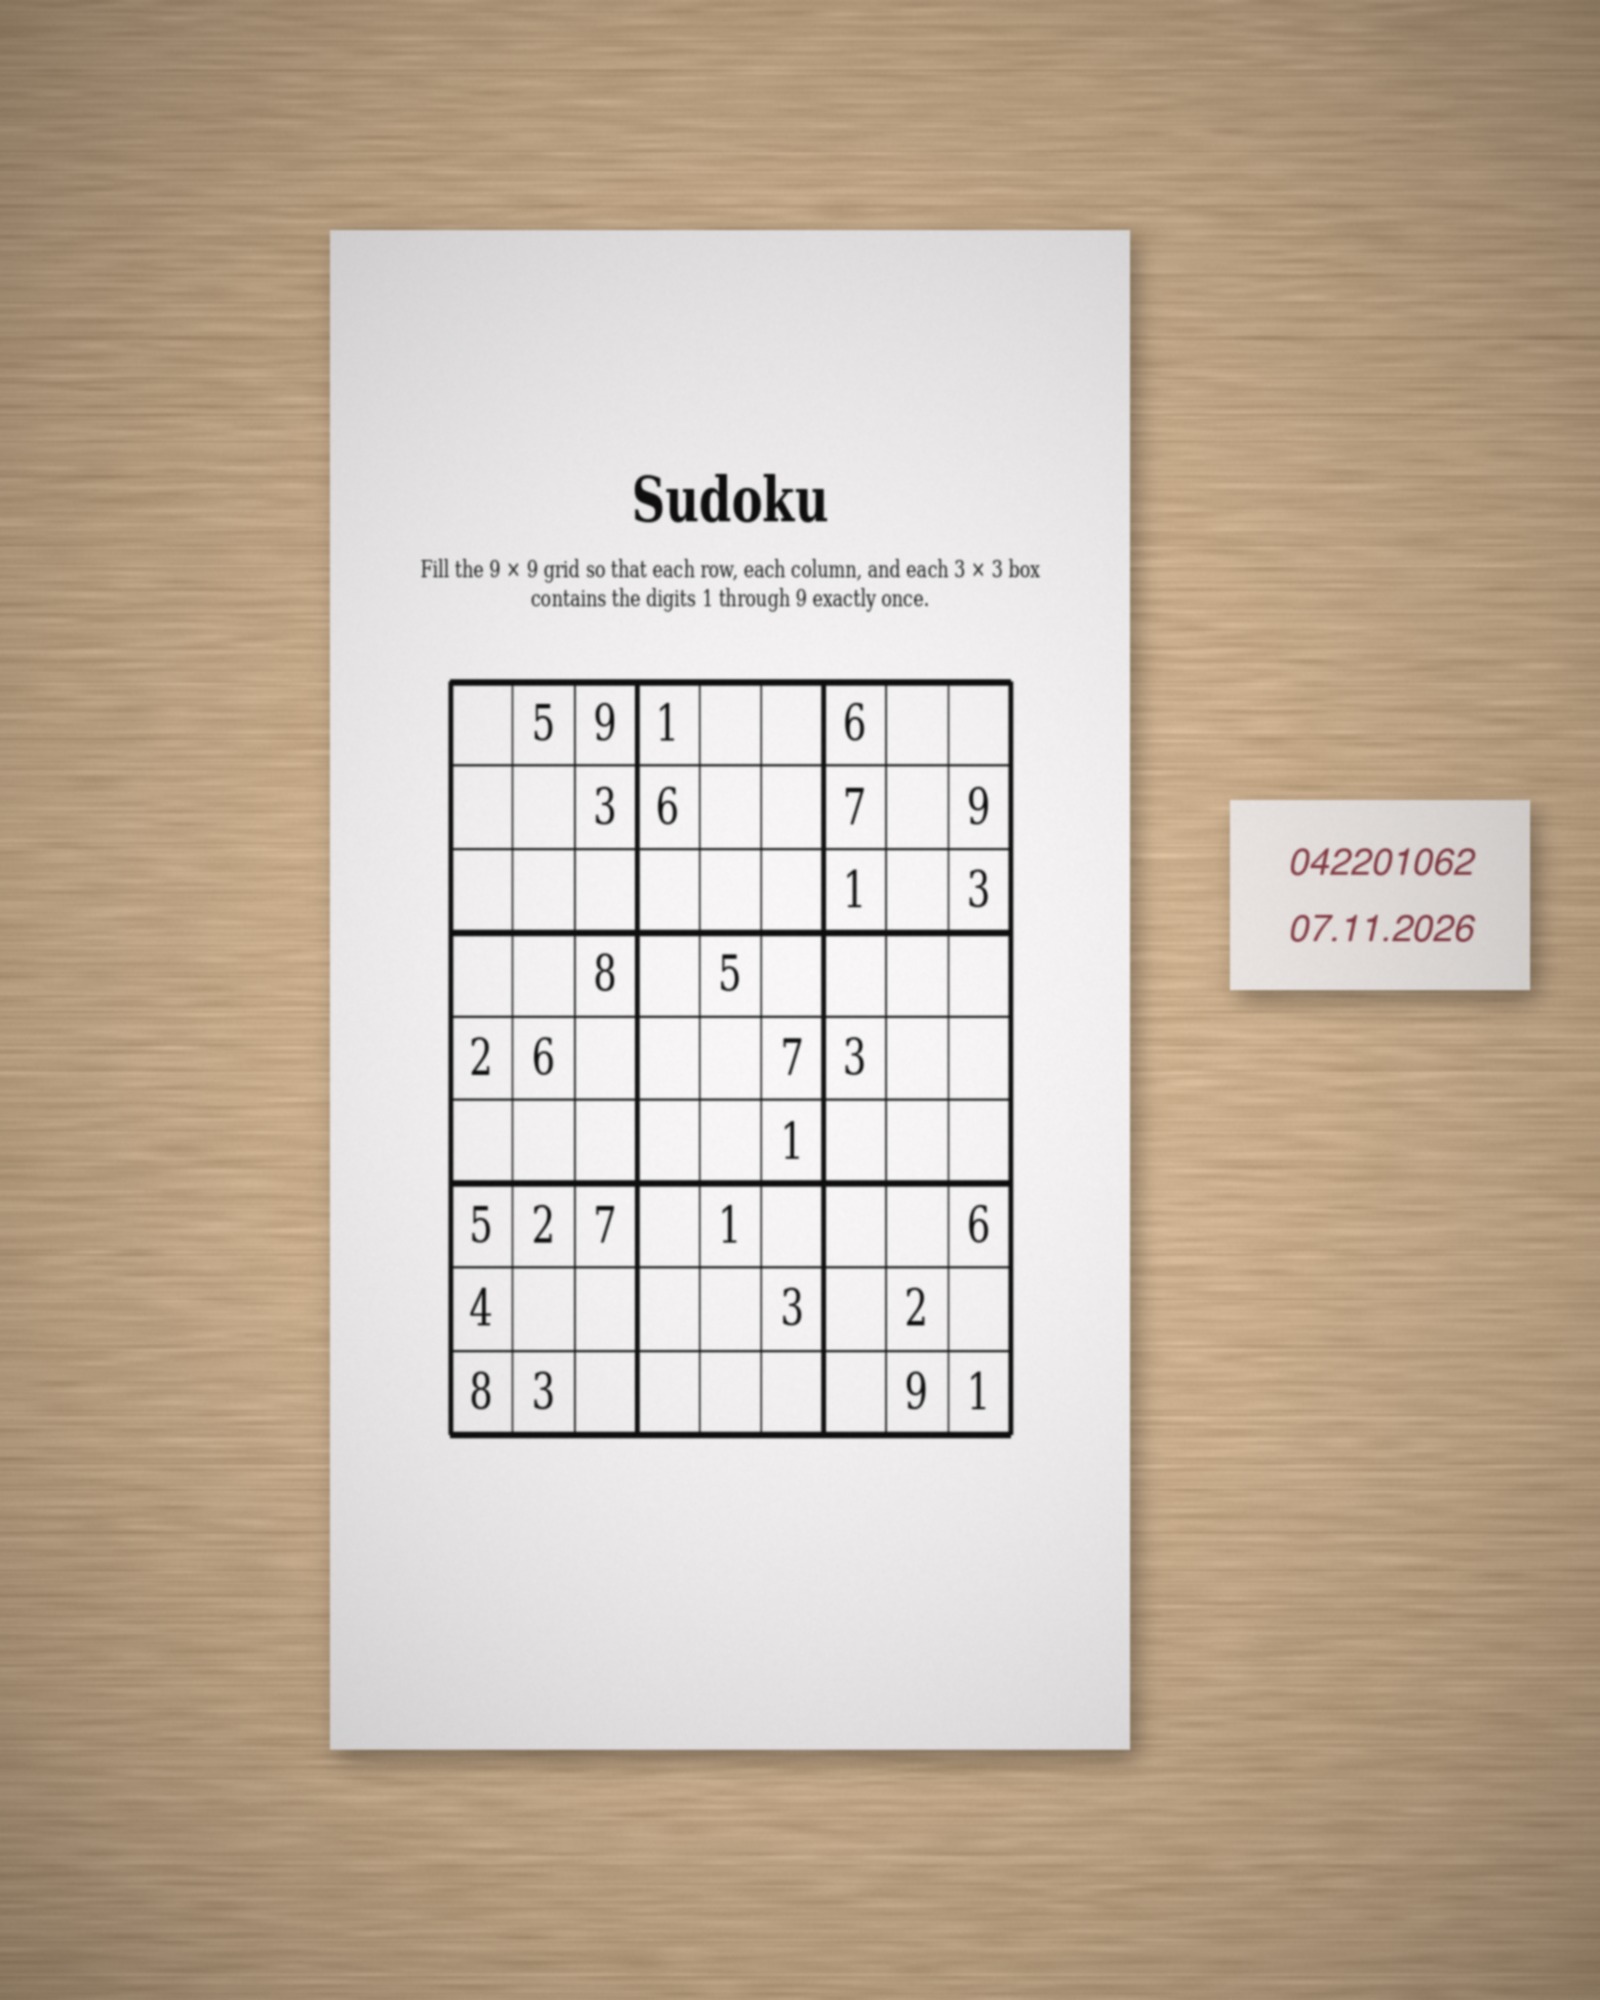 Sudoku
Fill the 9 × 9 grid so that each row, each column, and each 3 × 3 box
contains the digits 1 through 9 exactly once.
5 9 1 6
3 6 7 9
1 3
8 5
2 6 7 3
1
5 2 7 1 6
4 3 2
8 3 9 1
042201062
07.11.2026